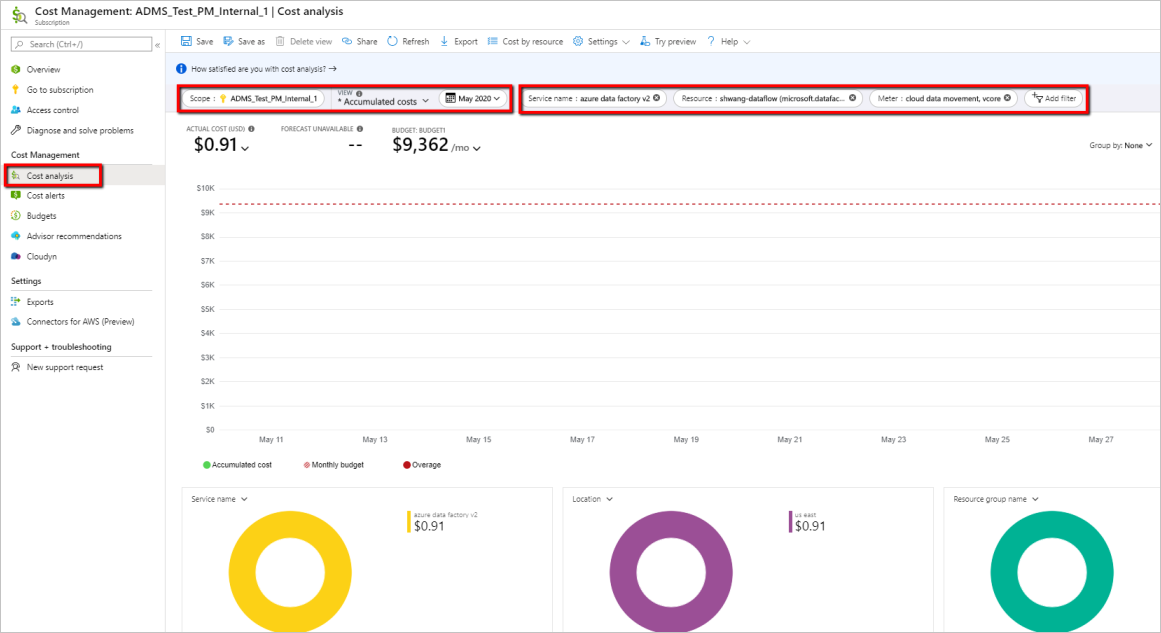 Cost Management: ADMS_Test_PM_Internal_1 | Cost analysis
Subscription
Search (Ctrl+/)
«
Overview
Go to subscription
Access control
Diagnose and solve problems
Cost Management
Cost analysis
Cost alerts
Budgets
Advisor recommendations
Cloudyn
Settings
Exports
Connectors for AWS (Preview)
Support + troubleshooting
New support request
Save Save as Delete view Share Refresh Export Cost by resource Settings Try preview ? Help
How satisfied are you with cost analysis? →
Scope : ADMS_Test_PM_Internal_1
VIEW
* Accumulated costs
May 2020
Service name : azure data factory v2
Resource : shwang-dataflow (microsoft.datafac...
Meter : cloud data movement, vcore
Add filter
ACTUAL COST (USD)
$0.91
FORECAST UNAVAILABLE
--
BUDGET: BUDGET1
$9,362 /mo
Group by: None
$10K
$9K
$8K
$7K
$6K
$5K
$4K
$3K
$2K
$1K
$0
May 11 May 13 May 15 May 17 May 19 May 21 May 23 May 25 May 27
Accumulated cost Monthly budget Overage
Service name
azure data factory v2
$0.91
Location
us east
$0.91
Resource group name